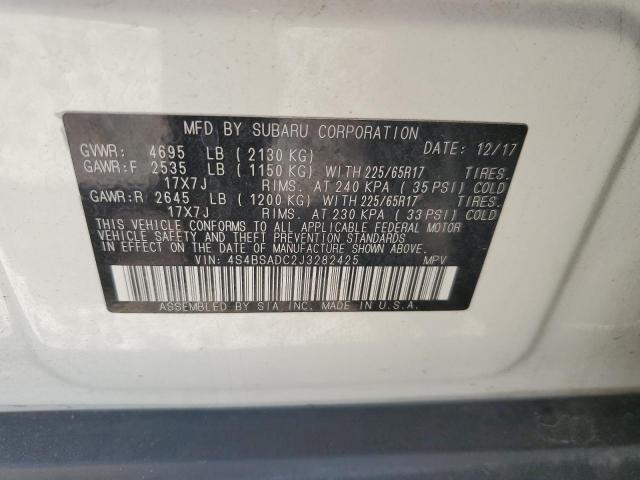 MFD BY SUBARU CORPORATION DATE: 12/17
GVWR: 4695 LB ( 2130 KG)
GAWR:F 2535 LB ( 1150 KG) WITH 225/65R17 TIRES.
17X7J RIMS. AT 240 KPA ( 35 PSI) COLD
GAWR:R 2645 LB ( 1200 KG) WITH 225/65R17 TIRES.
17X7J RIMS. AT 230 KPA ( 33 PSI) COLD
THIS VEHICLE CONFORMS TO ALL APPLICABLE FEDERAL MOTOR
VEHICLE SAFETY AND THEFT PREVENTION STANDARDS
IN EFFECT ON THE DATE OF MANUFACTURE SHOWN ABOVE.
VIN: 4S4BSADC2J3282425 MPV
ASSEMBLED BY SIA INC. MADE IN U.S.A.